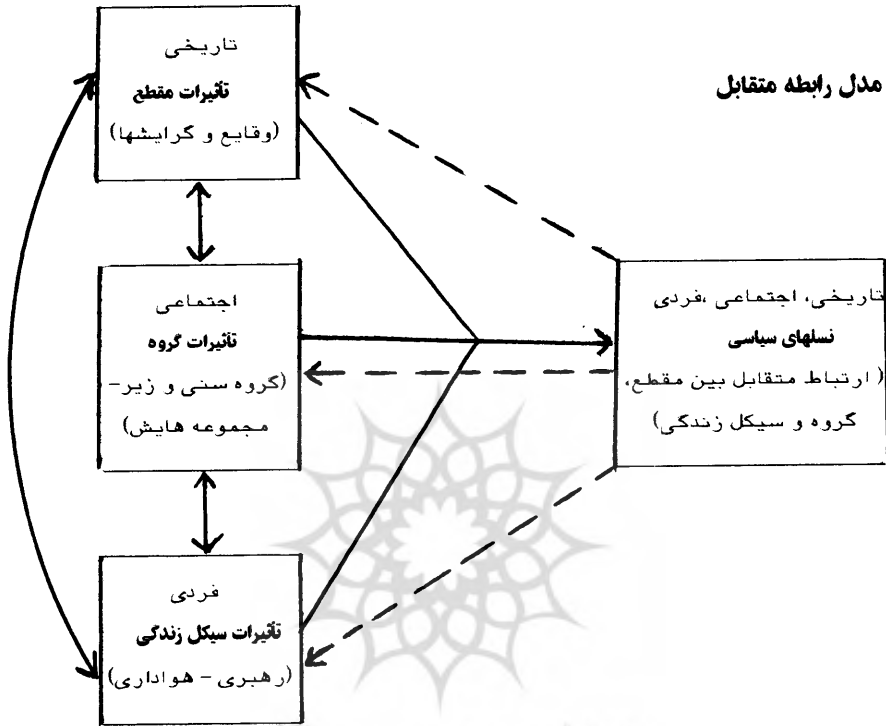 مدل رابطه متقابل
تاریخی
تأثیرات مقطع
(وقایع و گرایشها)
اجتماعی
تأثیرات گروه
(گروه سنی و زیر-
مجموعه هایش)
فردی
تأثیرات سیکل زندگی
(رهبری - هواداری)
تاریخی، اجتماعی ،فردی
نسلهای سیاسی
( ارتباط متقابل بین مقطع،
گروه و سیکل زندگی)